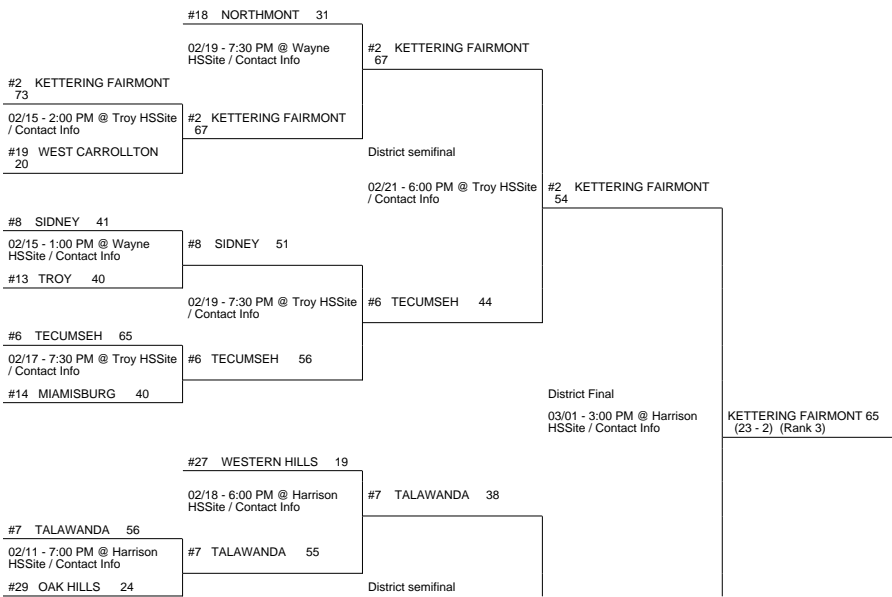 #18 NORTHMONT 31
02/19 - 7:30 PM @ Wayne
HSSite / Contact Info
#2 KETTERING FAIRMONT
67
#2 KETTERING FAIRMONT
73
02/15 - 2:00 PM @ Troy HSSite
/ Contact Info
#2 KETTERING FAIRMONT
67
#19 WEST CARROLLTON
20
District semifinal
02/21 - 6:00 PM @ Troy HSSite
/ Contact Info
#2 KETTERING FAIRMONT
54
#8 SIDNEY 41
02/15 - 1:00 PM @ Wayne
HSSite / Contact Info
#8 SIDNEY 51
#13 TROY 40
02/19 - 7:30 PM @ Troy HSSite
/ Contact Info
#6 TECUMSEH 44
#6 TECUMSEH 65
02/17 - 7:30 PM @ Troy HSSite
/ Contact Info
#6 TECUMSEH 56
#14 MIAMISBURG 40
District Final
03/01 - 3:00 PM @ Harrison
HSSite / Contact Info
KETTERING FAIRMONT 65
(23 - 2) (Rank 3)
#27 WESTERN HILLS 19
02/18 - 6:00 PM @ Harrison
HSSite / Contact Info
#7 TALAWANDA 38
#7 TALAWANDA 56
02/11 - 7:00 PM @ Harrison
HSSite / Contact Info
#7 TALAWANDA 55
#29 OAK HILLS 24
District semifinal